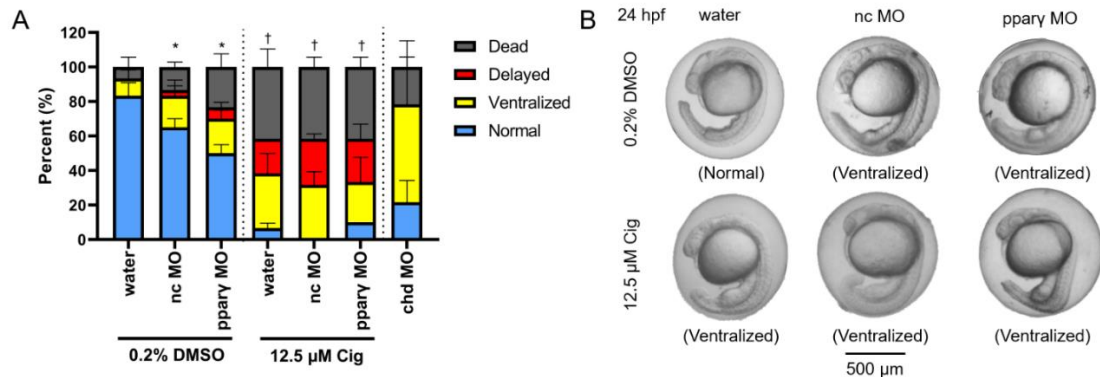 A
Percent (%)
120
100
80
60
40
20
0
* * † † †
Dead
Delayed
Ventralized
Normal
water
nc MO
pparγ MO
water
nc MO
pparγ MO
chd MO
0.2% DMSO
12.5 µM Cig
B
24 hpf water nc MO pparγ MO
0.2% DMSO
(Normal) (Ventralized) (Ventralized)
12.5 µM Cig
(Ventralized) (Ventralized) (Ventralized)
500 µm